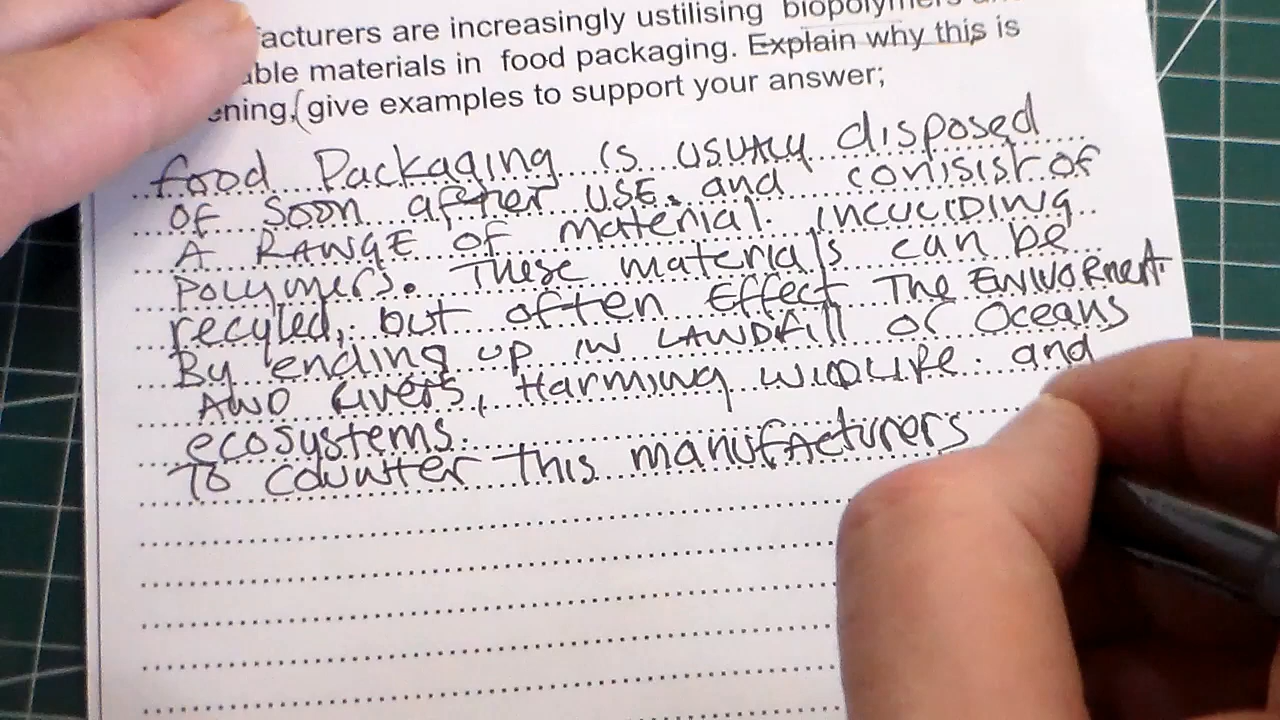 facturers are increasingly ustilising biopolymers
able materials in food packaging. Explain why this is
ening, (give examples to support your answer;
food Packaging is usually disposed
of soon after USE, and conisist of
A RANGE OF material. INCUCIDING
polymers. These materials can be
recyled, but often Effect The ENVIORnent
By ending up IN LANDfill or Oceans
AND rivers, Harming WILDLIFE. and
ecosystems.
To counter this manufacturers